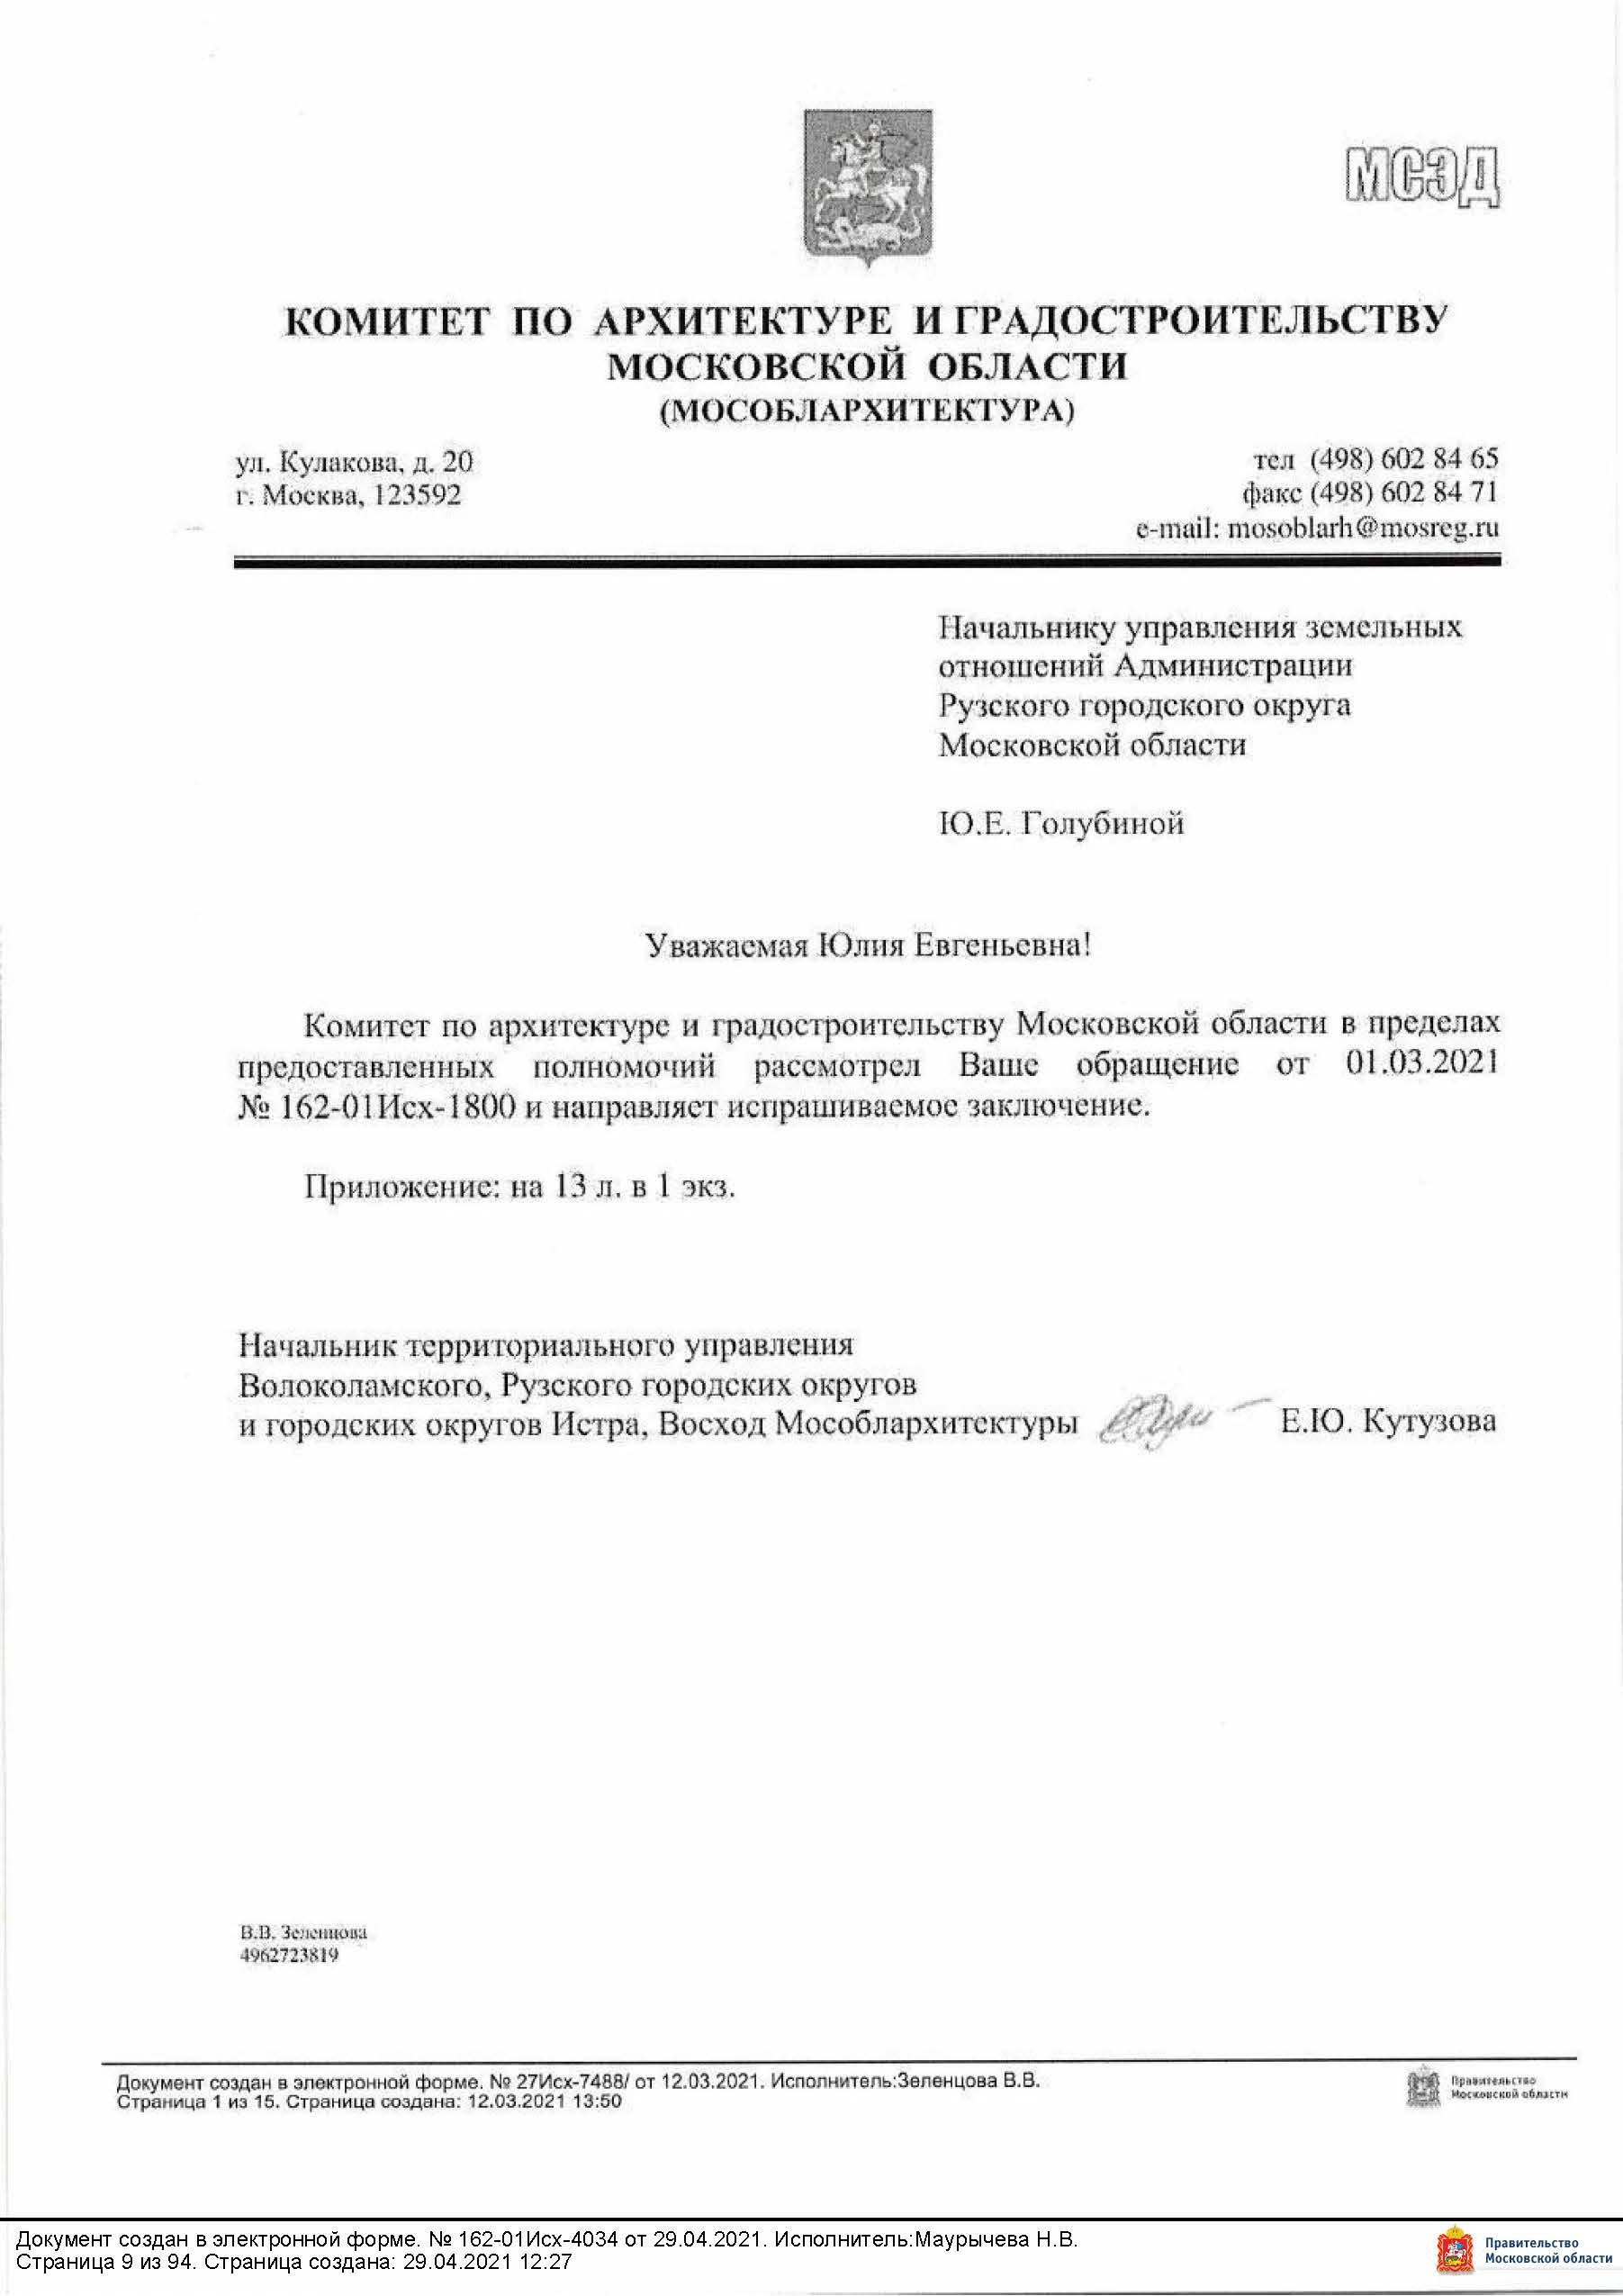 МСЭД
КОМИТЕТ ПО АРХИТЕКТУРЕ И ГРАДОСТРОИТЕЛЬСТВУ
МОСКОВСКОЙ ОБЛАСТИ
(МОСОБЛАРХИТЕКТУРА)
ул. Кулакова, д. 20
г. Москва, 123592
тел (498) 602 84 65
факс (498) 602 84 71
e-mail: mosoblarh@mosreg.ru
Начальнику управления земельных
отношений Администрации
Рузского городского округа
Московской области
Ю.Е. Голубиной
Уважаемая Юлия Евгеньевна!
Комитет по архитектуре и градостроительству Московской области в пределах
предоставленных полномочий рассмотрел Ваше обращение от 01.03.2021
№ 162-01Исх-1800 и направляет испрашиваемое заключение.
Приложение: на 13 л. в 1 экз.
Начальник территориального управления
Волоколамского, Рузского городских округов
и городских округов Истра, Восход Мособлархитектуры Е.Ю. Кутузова
В.В. Зеленцова
4962723819
Документ создан в электронной форме. № 27Исх-7488/ от 12.03.2021. Исполнитель:Зеленцова В.В.
Страница 1 из 15. Страница создана: 12.03.2021 13:50
Правительство
Московской области
Документ создан в электронной форме. № 162-01Исх-4034 от 29.04.2021. Исполнитель:Маурычева Н.В.
Страница 9 из 94. Страница создана: 29.04.2021 12:27
Правительство
Московской области